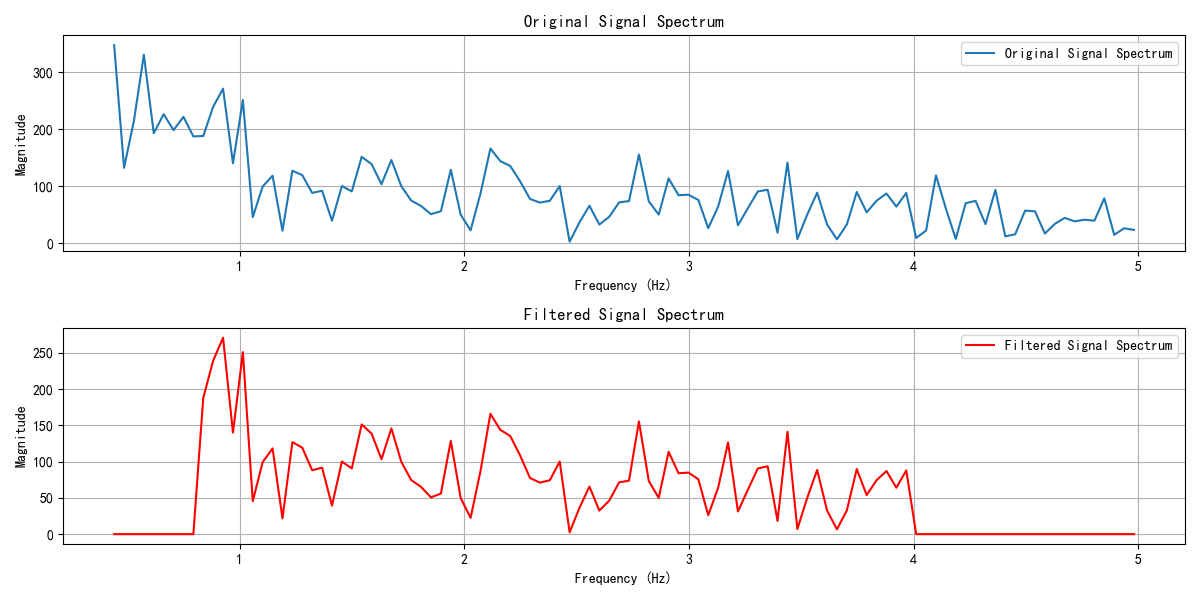 Original Signal Spectrum
Original Signal Spectrum
Magnitude
300
200
100
0
1
2
3
4
5
Frequency (Hz)
Filtered Signal Spectrum
Filtered Signal Spectrum
Magnitude
250
200
150
100
50
0
1
2
3
4
5
Frequency (Hz)